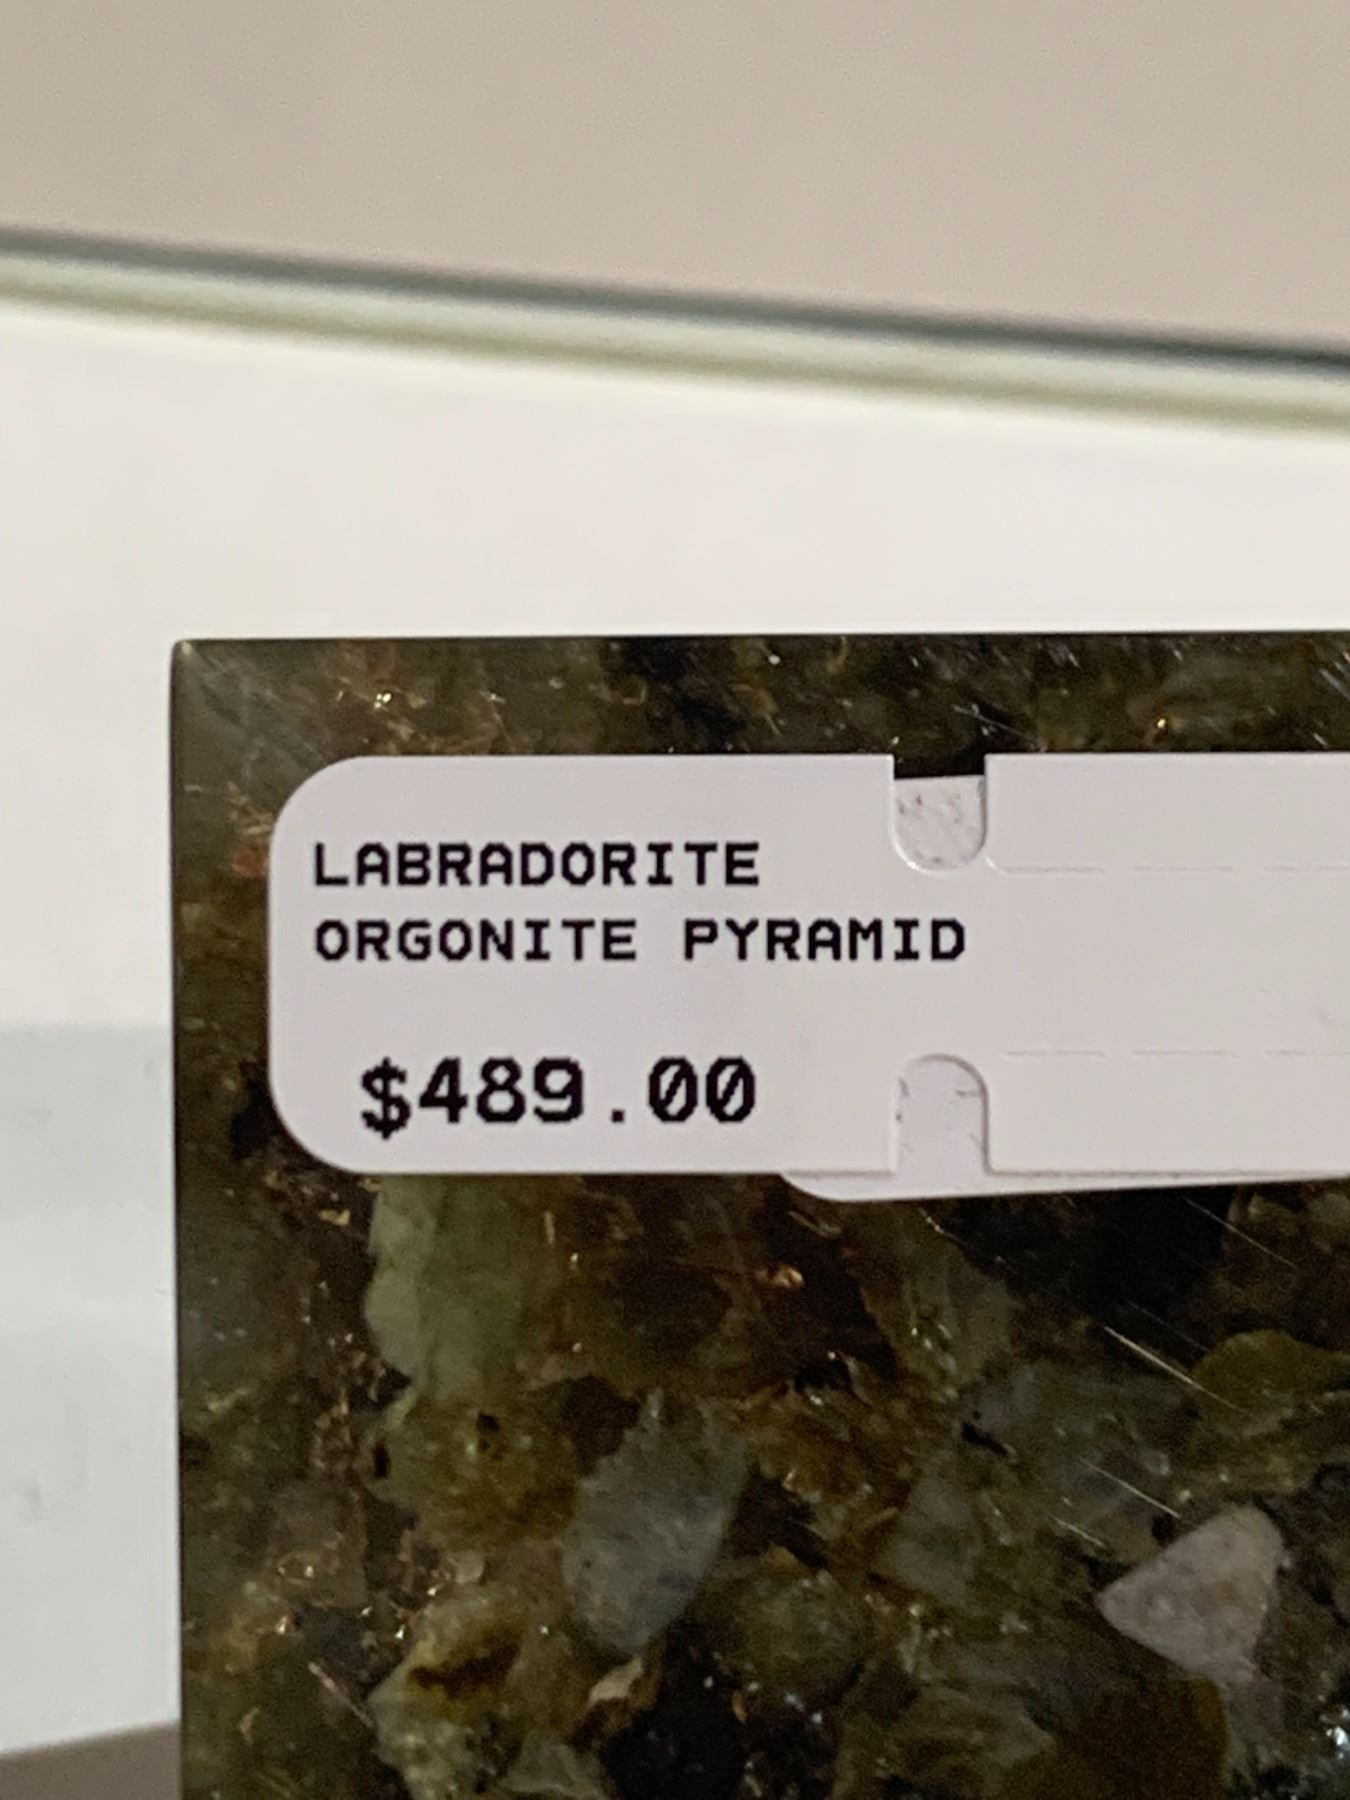 LABRADORITE
ORGONITE PYRAMID
$489.00